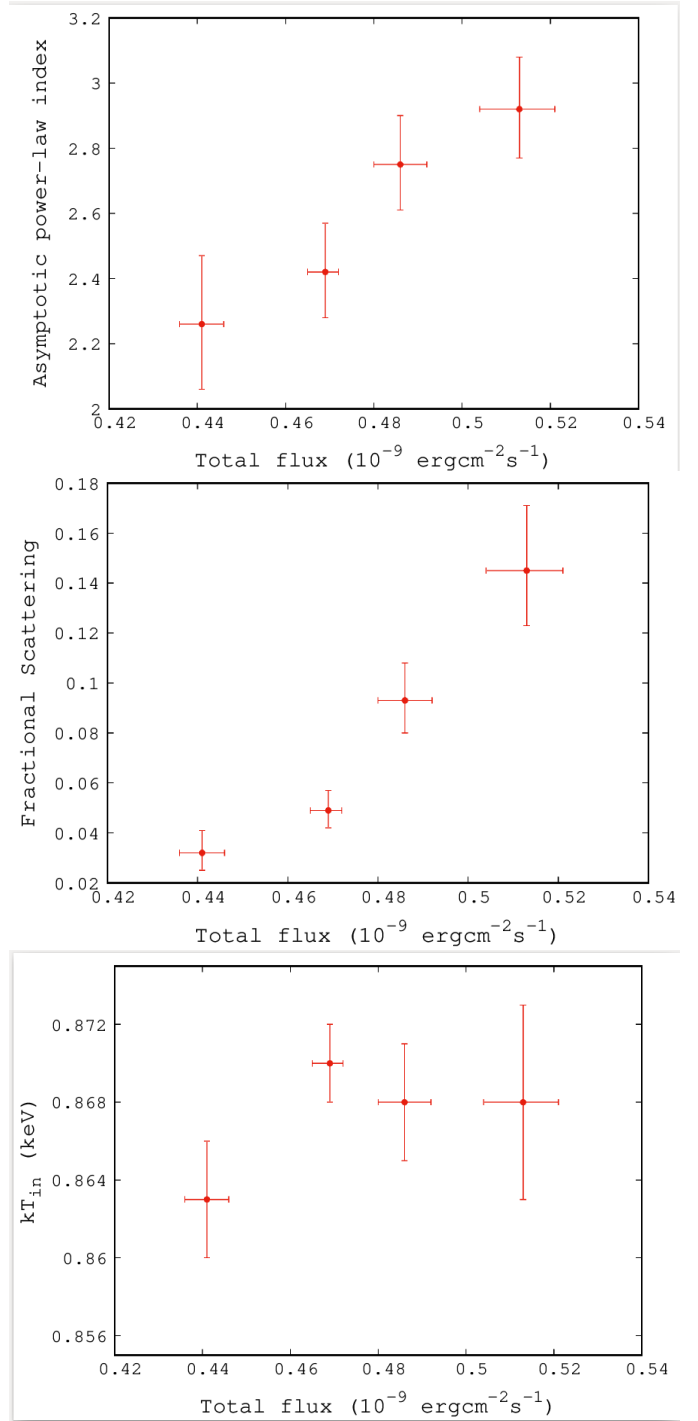 3.2
3
2.8
2.6
2.4
2.2
2
Asymptotic power-law index
0.42 0.44 0.46 0.48 0.5 0.52 0.54
Total flux (10⁻⁹ ergcm⁻²s⁻¹)
0.18
0.16
0.14
0.12
0.1
0.08
0.06
0.04
0.02
Fractional Scattering
0.42 0.44 0.46 0.48 0.5 0.52 0.54
Total flux (10⁻⁹ ergcm⁻²s⁻¹)
0.872
0.868
0.864
0.86
0.856
kTin (keV)
0.42 0.44 0.46 0.48 0.5 0.52 0.54
Total flux (10⁻⁹ ergcm⁻²s⁻¹)